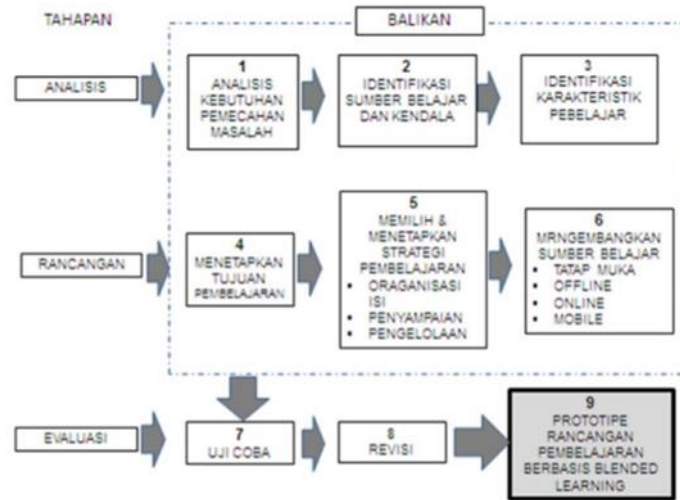 TAHAPAN
BALIKAN
ANALISIS
1
ANALISIS
KEBUTUHAN
PEMECAHAN
MASALAH
2
IDENTIFIKASI
SUMBER BELAJAR
DAN KENDALA
3
IDENTIFIKASI
KARAKTERISTIK
PEBELAJAR
RANCANGAN
4
MENETAPKAN
TUJUAN
PEMBELAJARAN
5
MEMILIH &
MENETAPKAN
STRATEGI
PEMBELAJARAN
• ORAGANISASI
ISI
• PENYAMPAIAN
• PENGELOLAAN
6
MRNGEMBANGKAN
SUMBER BELAJAR
• TATAP MUKA
• OFFLINE
• ONLINE
• MOBILE
EVALUASI
7
UJI COBA
8
REVISI
9
PROTOTIPE
RANCANGAN
PEMBELAJARAN
BERBASIS BLENDED
LEARNING